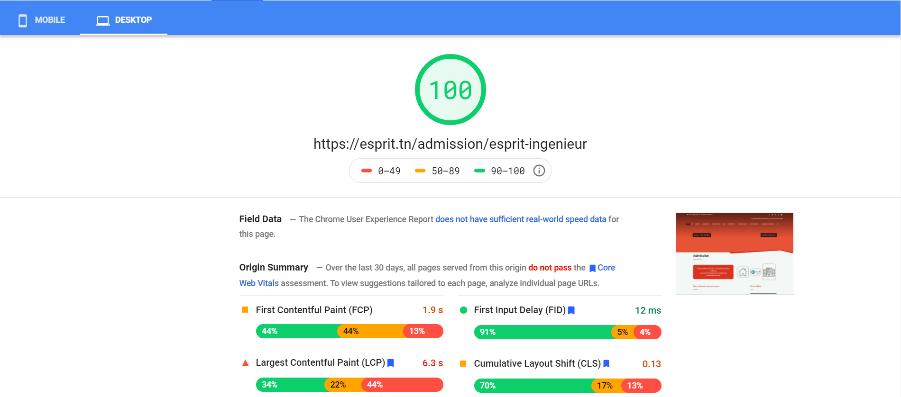 MOBILE DESKTOP
100
https://esprit.tn/admission/esprit-ingenieur
0–49 50–89 90–100
Field Data — The Chrome User Experience Report does not have sufficient real-world speed data for
this page.
Origin Summary — Over the last 30 days, all pages served from this origin do not pass the Core
Web Vitals assessment. To view suggestions tailored to each page, analyze individual page URLs.
First Contentful Paint (FCP) 1.9 s
44% 44% 13%
First Input Delay (FID) 12 ms
91% 5% 4%
Largest Contentful Paint (LCP) 6.3 s
34% 22% 44%
Cumulative Layout Shift (CLS) 0.13
70% 17% 13%